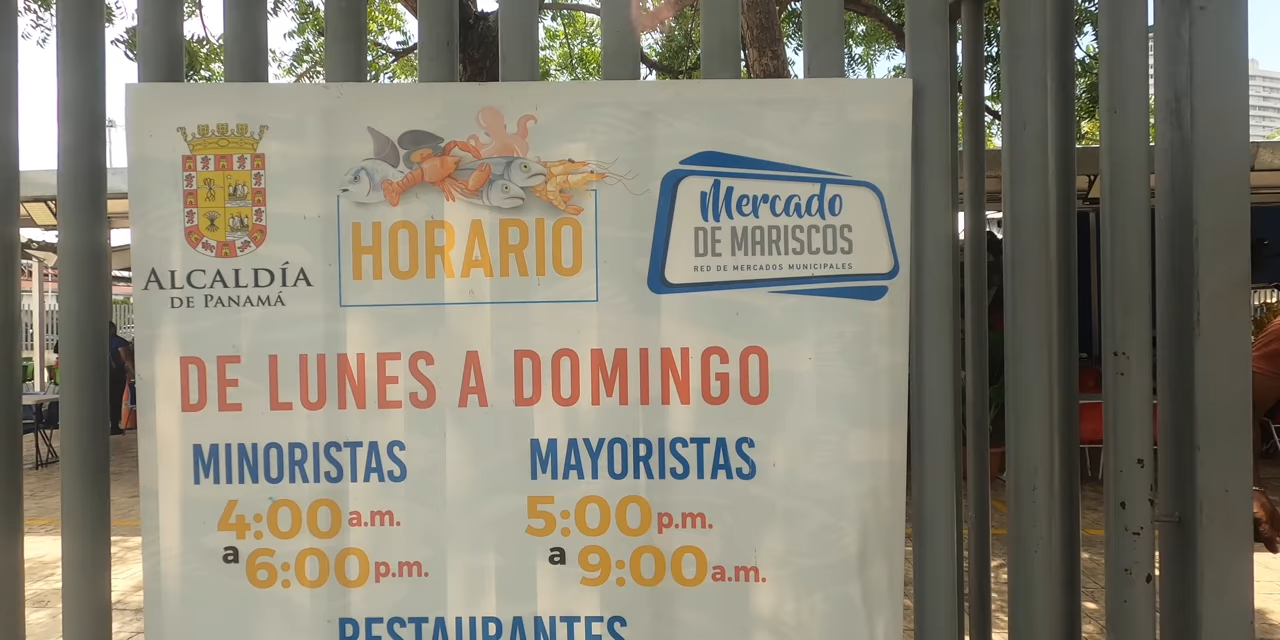 ALCALDÍA
DE PANAMÁ
HORARIO
Mercado
DE MARISCOS
RED DE MERCADOS MUNICIPALES
DE LUNES A DOMINGO
MINORISTAS
4:00 a.m.
a 6:00 p.m.
MAYORISTAS
5:00 p.m.
a 9:00 a.m.
RESTAURANTES